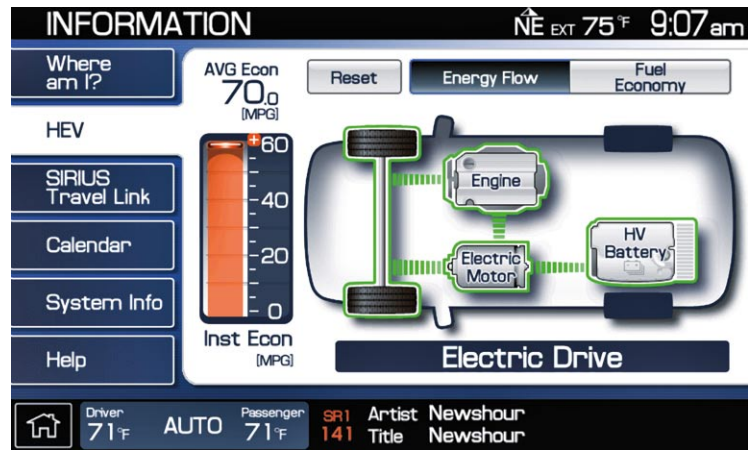 INFORMATION
NE EXT 75°F 9:07am
Where
am I?
HEV
SIRIUS
Travel Link
Calendar
System Info
Help
AVG Econ
70.0
[MPG]
60
40
20
0
Inst Econ
[MPG]
Reset
Energy Flow
Fuel
Economy
Engine
Electric
Motor
HV
Battery
Electric Drive
Driver
71°F
AUTO
Passenger
71°F
SR1
141
Artist Newshour
Title Newshour